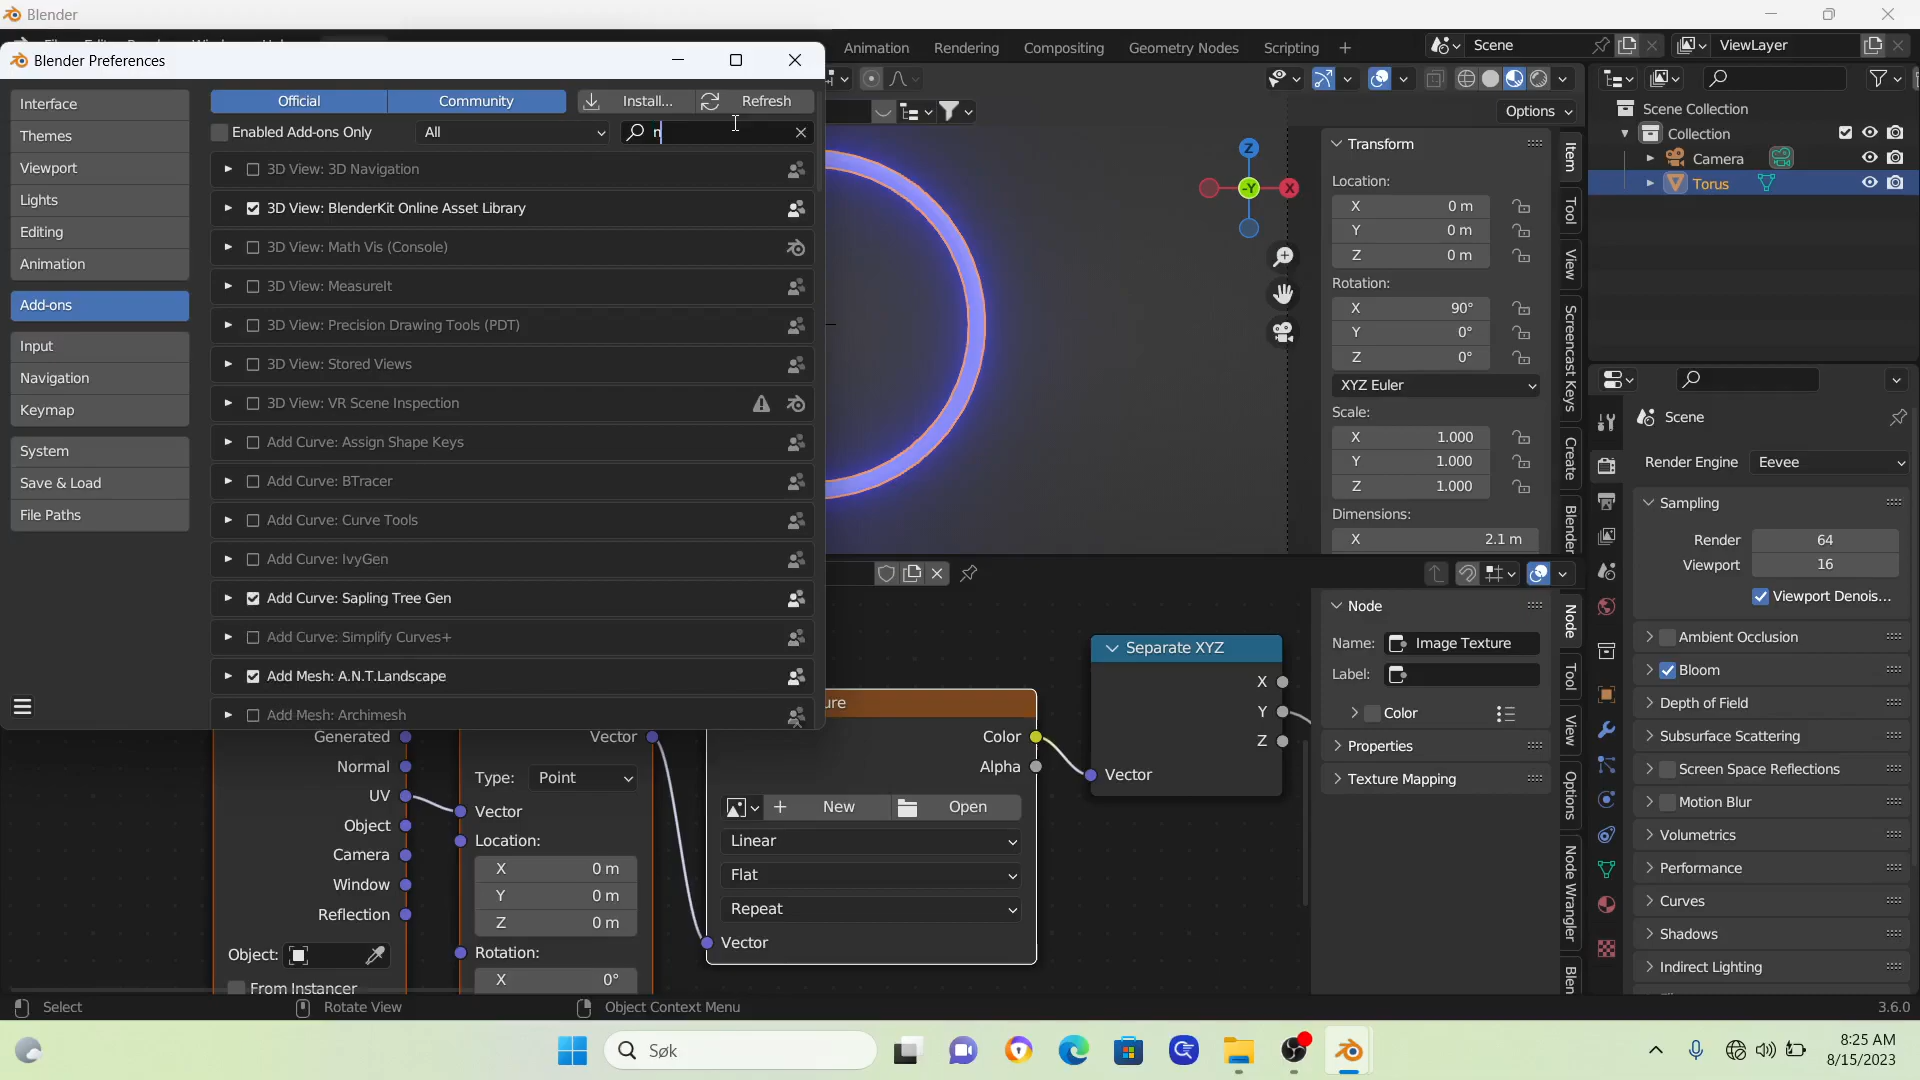 Blender
Animation Rendering Compositing Geometry Nodes Scripting + Scene ViewLayer
Blender Preferences
Interface
Themes
Viewport
Lights
Editing
Animation
Add-ons
Input
Navigation
Keymap
System
Save & Load
File Paths
Official Community Install... Refresh
Enabled Add-ons Only All n
3D View: 3D Navigation
3D View: BlenderKit Online Asset Library
3D View: Math Vis (Console)
3D View: MeasureIt
3D View: Precision Drawing Tools (PDT)
3D View: Stored Views
3D View: VR Scene Inspection
Add Curve: Assign Shape Keys
Add Curve: BTracer
Add Curve: Curve Tools
Add Curve: IvyGen
Add Curve: Sapling Tree Gen
Add Curve: Simplify Curves+
Add Mesh: A.N.T.Landscape
Add Mesh: Archimesh
Options
Z
-Y
X
Transform
Location:
X 0 m
Y 0 m
Z 0 m
Rotation:
X 90°
Y 0°
Z 0°
XYZ Euler
Scale:
X 1.000
Y 1.000
Z 1.000
Dimensions:
X 2.1 m
Item
Tool
View
Screencast Keys
Create
Blender
Scene Collection
Collection
Camera
Torus
Scene
Render Engine Eevee
Sampling
Render 64
Viewport 16
Viewport Denois...
Ambient Occlusion
Bloom
Depth of Field
Subsurface Scattering
Screen Space Reflections
Motion Blur
Volumetrics
Performance
Curves
Shadows
Indirect Lighting
Generated
Normal
UV
Object
Camera
Window
Reflection
Object:
From Instancer
Vector
Type: Point
Vector
Location:
X 0 m
Y 0 m
Z 0 m
Rotation:
X 0°
ure
Color
Alpha
New Open
Linear
Flat
Repeat
Vector
Separate XYZ
X
Y
Z
Vector
Node
Name: Image Texture
Label:
Color
Properties
Texture Mapping
Node
Tool
View
Options
Node Wrangler
Blen
Select Rotate View Object Context Menu 3.6.0
Søk
8:25 AM
8/15/2023